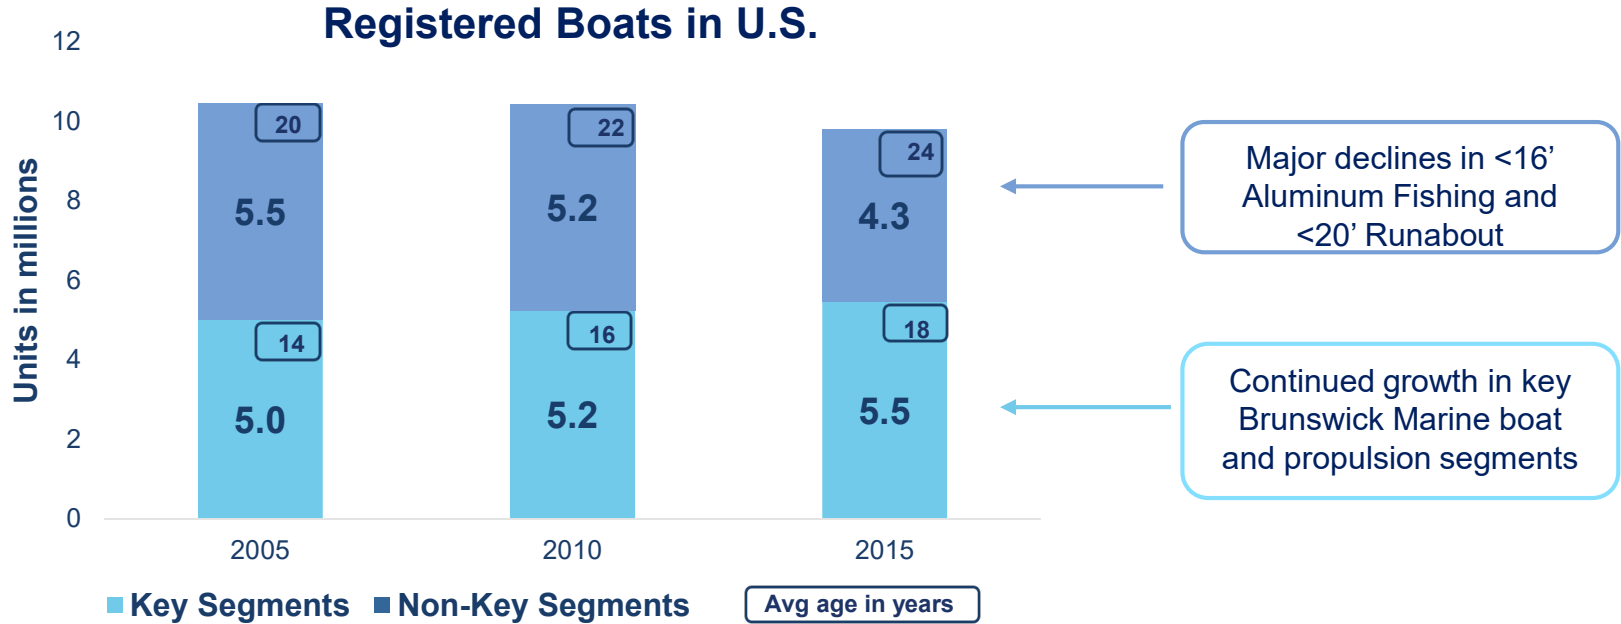 Registered Boats in U.S.
Units in millions
12
10
8
6
4
2
0
20
5.5
14
5.0
2005
22
5.2
16
5.2
2010
24
4.3
18
5.5
2015
Major declines in <16’
Aluminum Fishing and
<20’ Runabout
Continued growth in key
Brunswick Marine boat
and propulsion segments
Key Segments
Non-Key Segments
Avg age in years